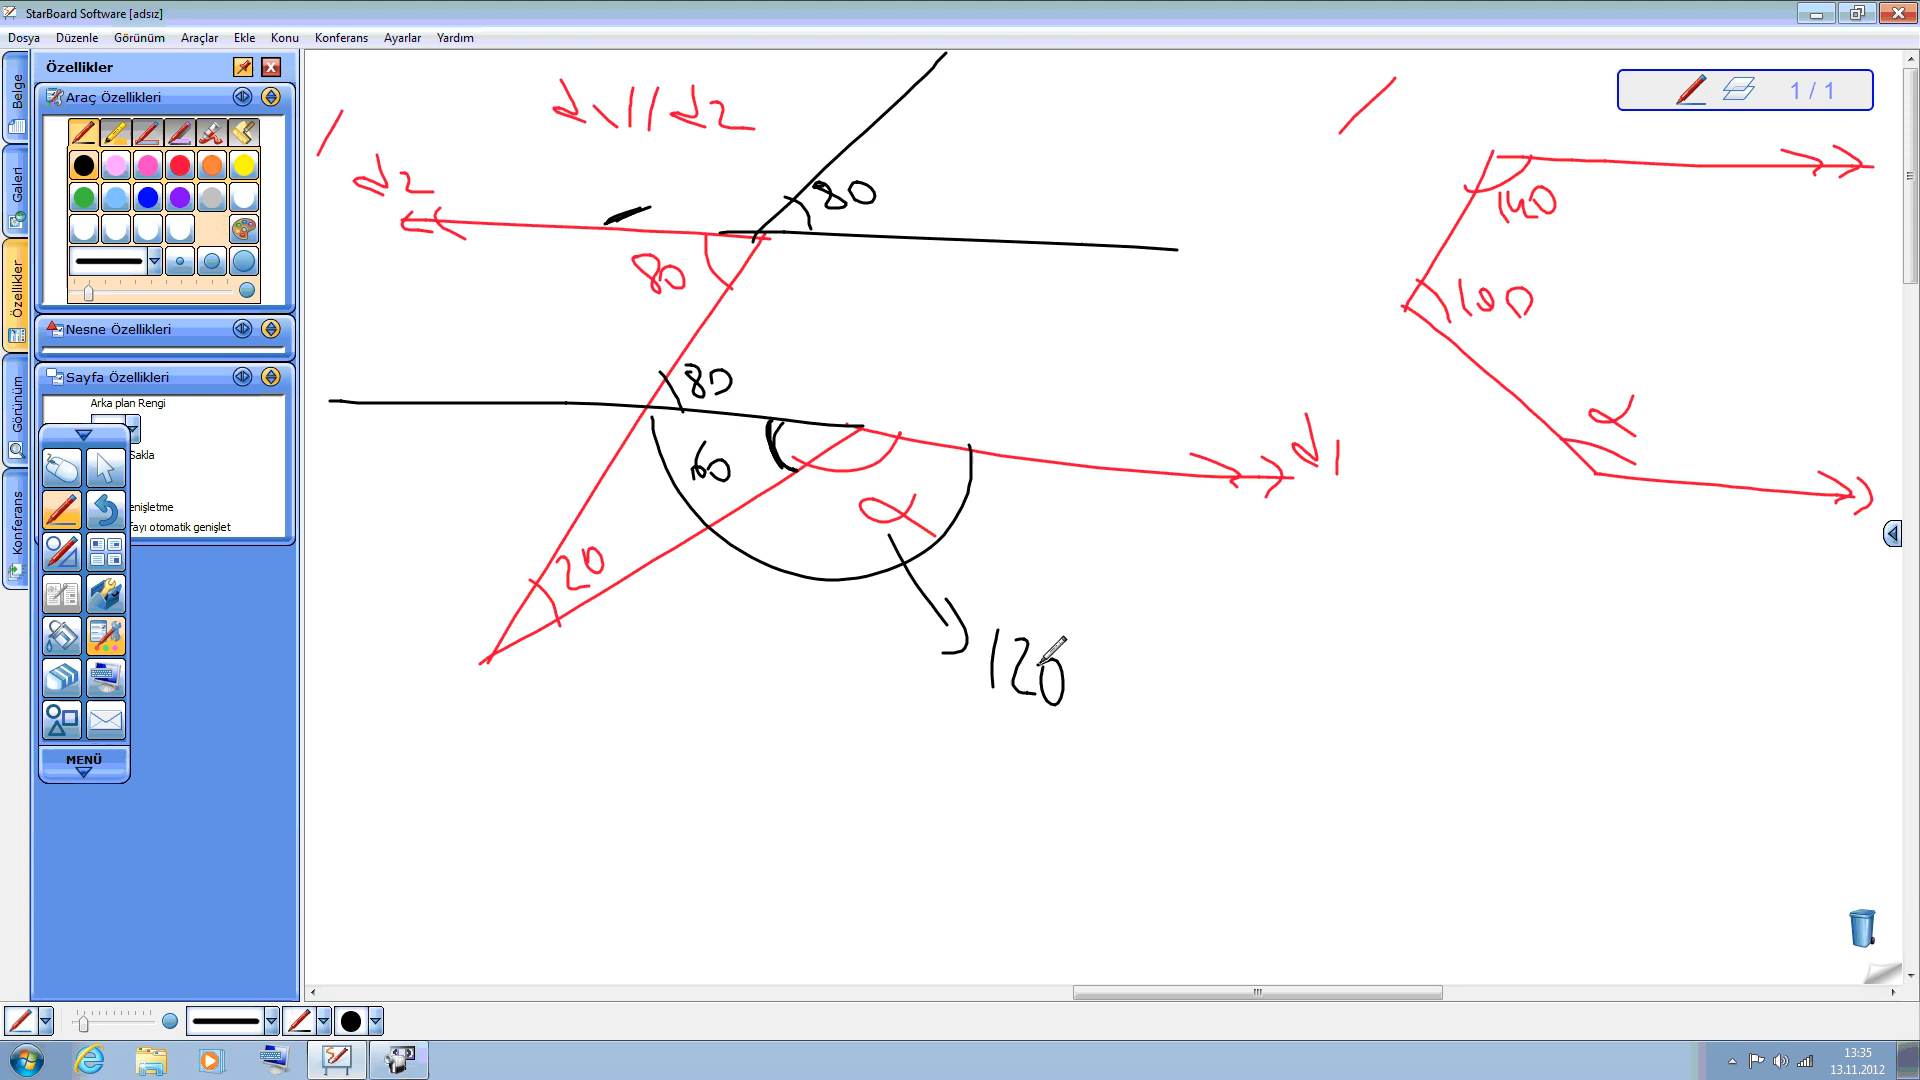 StarBoard Software [adsız]
Dosya Düzenle Görünüm Araçlar Ekle Konu Konferans Ayarlar Yardım
Belge
Galeri
Özellikler
Görünüm
Konferans
Özellikler
Araç Özellikleri
Nesne Özellikleri
Sayfa Özellikleri
Arka plan Rengi
Sakla
enişletme
fayı otomatik genişlet
MENÜ
1 / 1
d1 // d2
d2
80
80
80
60
α
d1
20
120
140
100
α
13:35
13.11.2012